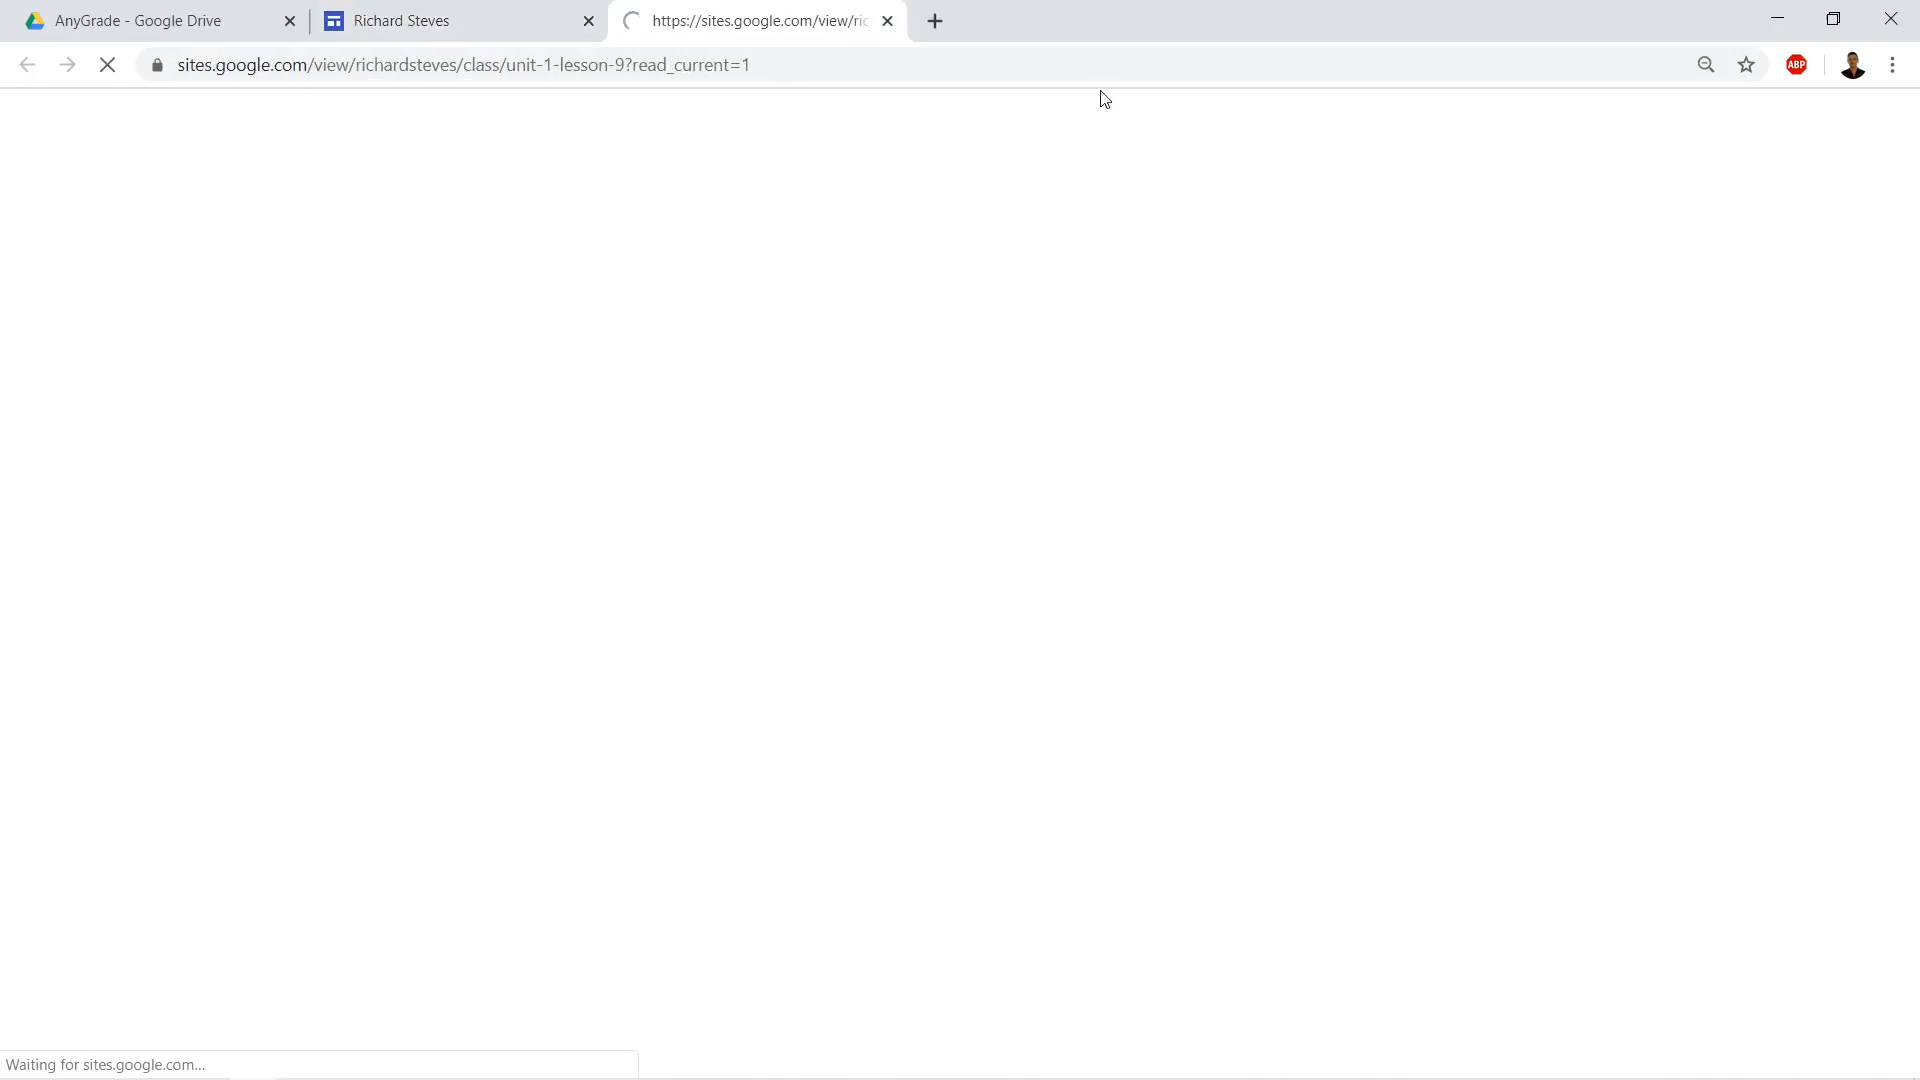 AnyGrade - Google Drive
Richard Steves
https://sites.google.com/view/ric
sites.google.com/view/richardsteves/class/unit-1-lesson-9?read_current=1
ABP
Waiting for sites.google.com...